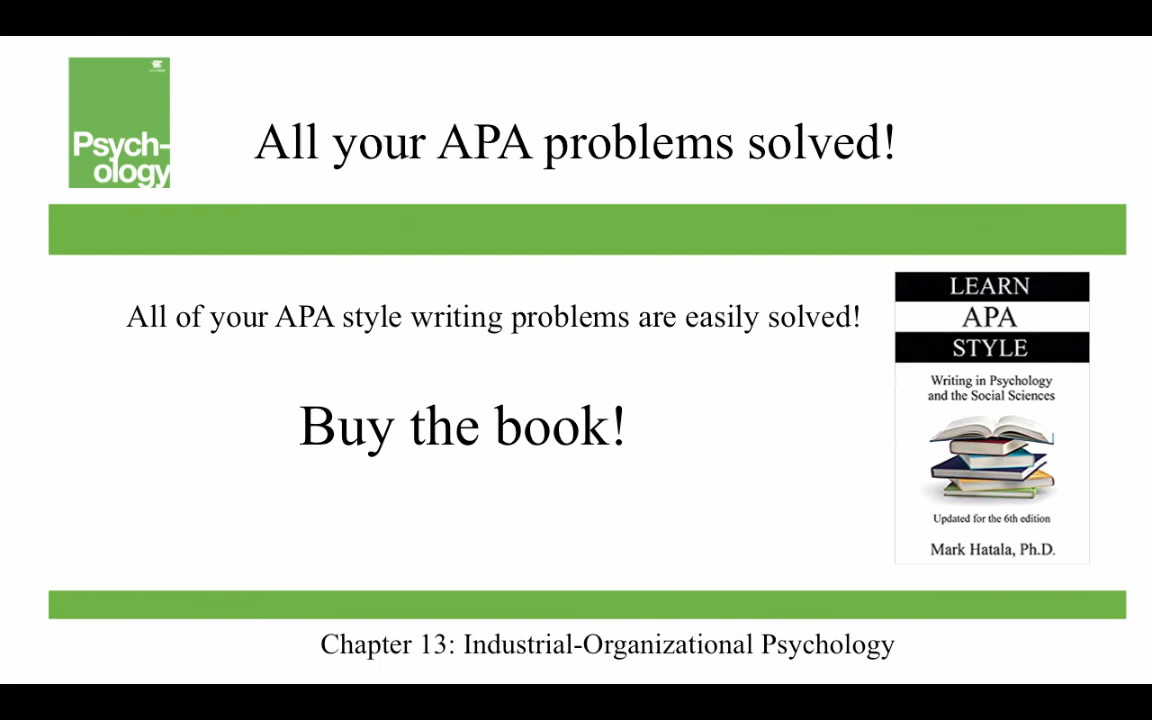 Psych-
ology
All your APA problems solved!
All of your APA style writing problems are easily solved!
Buy the book!
LEARN
APA
STYLE
Writing in Psychology
and the Social Sciences
Updated for the 6th edition
Mark Hatala, Ph.D.
Chapter 13: Industrial-Organizational Psychology